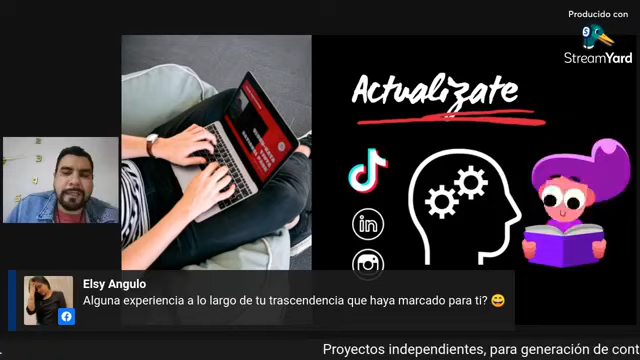 Producido con
StreamYard
Actualizate
in
Elsy Angulo
Alguna experiencia a lo largo de tu trascendencia que haya marcado para ti? 😄
Proyectos independientes, para generación de cont